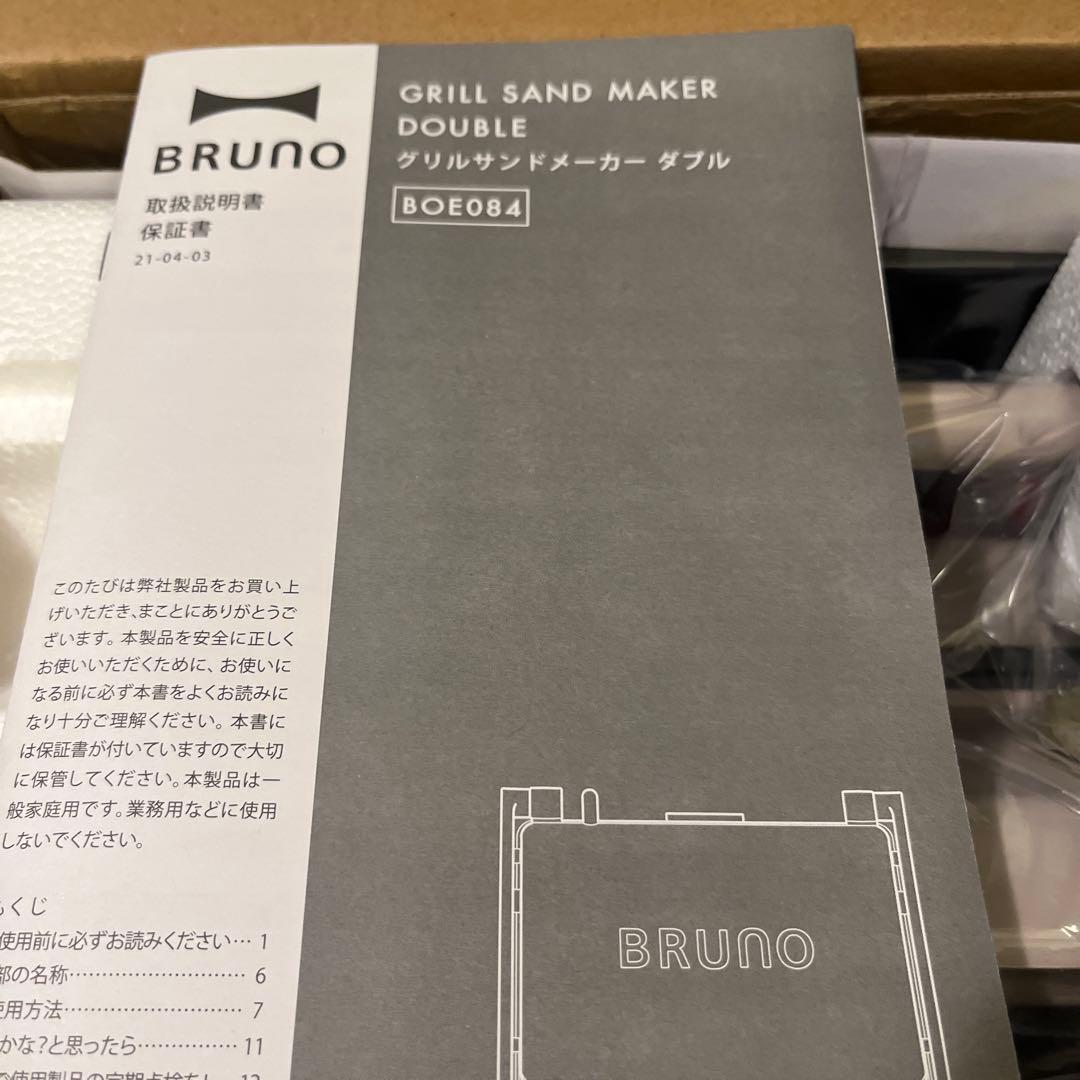 BRUNO
取扱説明書
保証書
21-04-03
GRILL SAND MAKER
DOUBLE
グリルサンドメーカー ダブル
BOE084
このたびは弊社製品をお買い上
げいただき、まことにありがとうご
ざいます。本製品を安全に正しく
お使いいただくために、お使いに
なる前に必ず本書をよくお読みに
なり十分ご理解ください。本書に
は保証書が付いていますので大切
に保管してください。本製品は一
般家庭用です。業務用などに使用
しないでください。
くじ
使用前に必ずお読みください… 1
部の名称……………………… 6
使用方法……………………… 7
かな?と思ったら…………… 11
使用製品の定期点検を
BRUNO